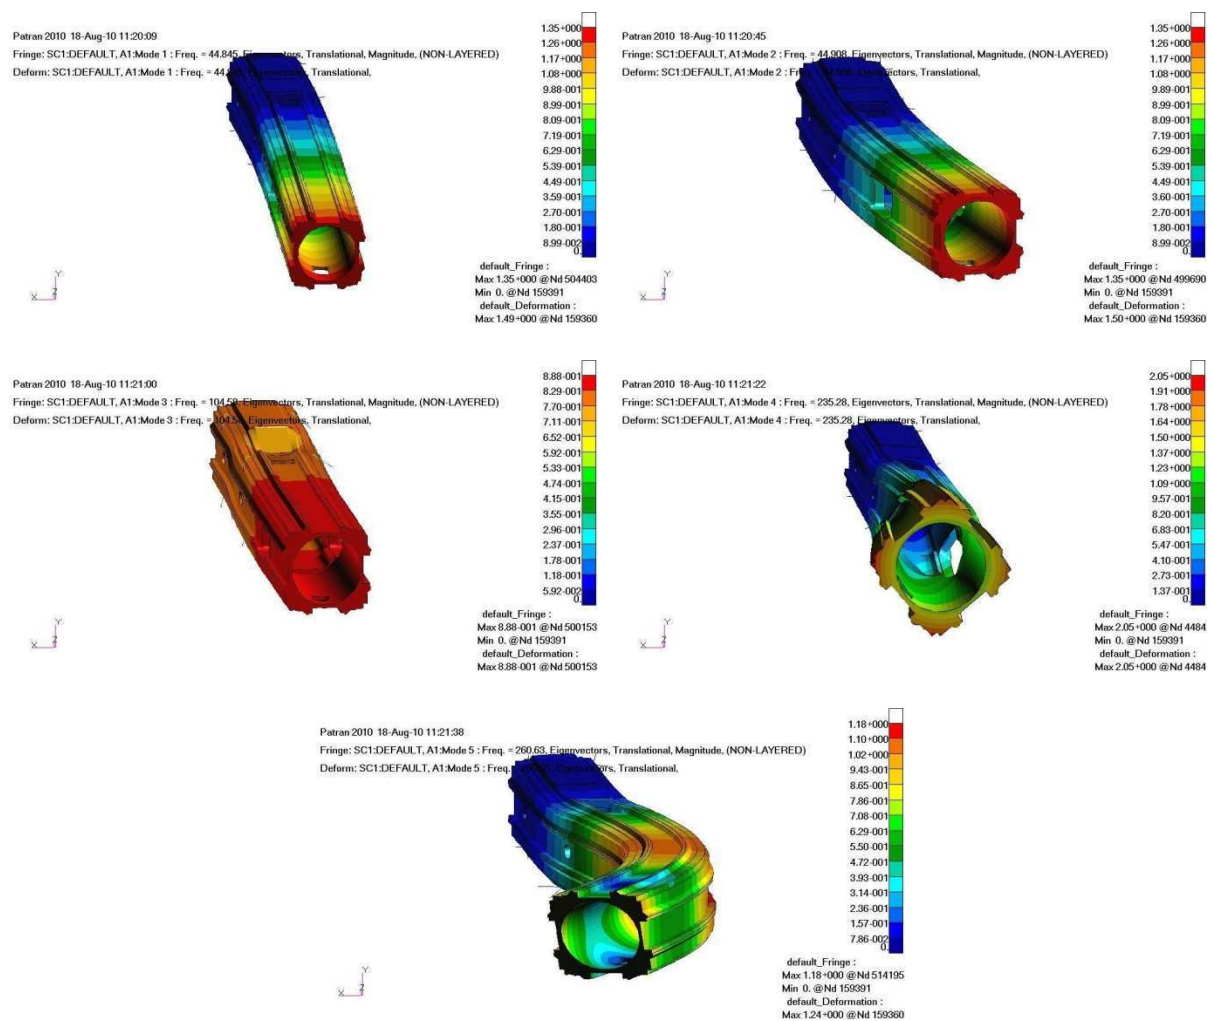 Patran 2010 18-Aug-10 11:20:09
Fringe: SC1:DEFAULT, A1:Mode 1 : Freq. = 44.845, Eigenvectors, Translational, Magnitude, (NON-LAYERED)
Deform: SC1:DEFAULT, A1:Mode 1 : Freq. = Eigenvectors, Translational,
1.35+000
1.26+000
1.17+000
1.08+000
9.88-001
8.99-001
8.09-001
7.19-001
6.29-001
5.39-001
4.49-001
3.59-001
2.70-001
1.80-001
8.99-002
0.
default_Fringe :
Max 1.35+000 @Nd 504403
Min 0. @Nd 159391
default_Deformation :
Max 1.49+000 @Nd 159360
Y
X Z
Patran 2010 18-Aug-10 11:20:45
Fringe: SC1:DEFAULT, A1:Mode 2 : Freq. = 44.908, Eigenvectors, Translational, Magnitude, (NON-LAYERED)
Deform: SC1:DEFAULT, A1:Mode 2 : Freq. = Eigenvectors, Translational,
1.35+000
1.26+000
1.17+000
1.08+000
9.89-001
8.99-001
8.09-001
7.19-001
6.29-001
5.39-001
4.49-001
3.60-001
2.70-001
1.80-001
8.99-002
0.
default_Fringe :
Max 1.35+000 @Nd 499690
Min 0. @Nd 159391
default_Deformation :
Max 1.50+000 @Nd 159360
Y
X Z
Patran 2010 18-Aug-10 11:21:00
Fringe: SC1:DEFAULT, A1:Mode 3 : Freq. = 104.58, Eigenvectors, Translational, Magnitude, (NON-LAYERED)
Deform: SC1:DEFAULT, A1:Mode 3 : Freq. = 104.58, Eigenvectors, Translational,
8.88-001
8.29-001
7.70-001
7.11-001
6.52-001
5.92-001
5.33-001
4.74-001
4.15-001
3.55-001
2.96-001
2.37-001
1.78-001
1.18-001
5.92-002
0.
default_Fringe :
Max 8.88-001 @Nd 500153
Min 0. @Nd 159391
default_Deformation :
Max 8.88-001 @Nd 500153
Y
X Z
Patran 2010 18-Aug-10 11:21:22
Fringe: SC1:DEFAULT, A1:Mode 4 : Freq. = 235.28, Eigenvectors, Translational, Magnitude, (NON-LAYERED)
Deform: SC1:DEFAULT, A1:Mode 4 : Freq. = 235.28, Eigenvectors, Translational,
2.05+000
1.91+000
1.78+000
1.64+000
1.50+000
1.37+000
1.23+000
1.09+000
9.57-001
8.20-001
6.83-001
5.47-001
4.10-001
2.73-001
1.37-001
0.
default_Fringe :
Max 2.05+000 @Nd 4484
Min 0. @Nd 159391
default_Deformation :
Max 2.05+000 @Nd 4484
Y
X Z
Patran 2010 18-Aug-10 11:21:38
Fringe: SC1:DEFAULT, A1:Mode 5 : Freq. = 260.63, Eigenvectors, Translational, Magnitude, (NON-LAYERED)
Deform: SC1:DEFAULT, A1:Mode 5 : Freq. = Eigenvectors, Translational,
1.18+000
1.10+000
1.02+000
9.43-001
8.65-001
7.86-001
7.08-001
6.29-001
5.50-001
4.72-001
3.93-001
3.14-001
2.36-001
1.57-001
7.86-002
0.
default_Fringe :
Max 1.18+000 @Nd 514195
Min 0. @Nd 159391
default_Deformation :
Max 1.24+000 @Nd 159360
Y
X Z